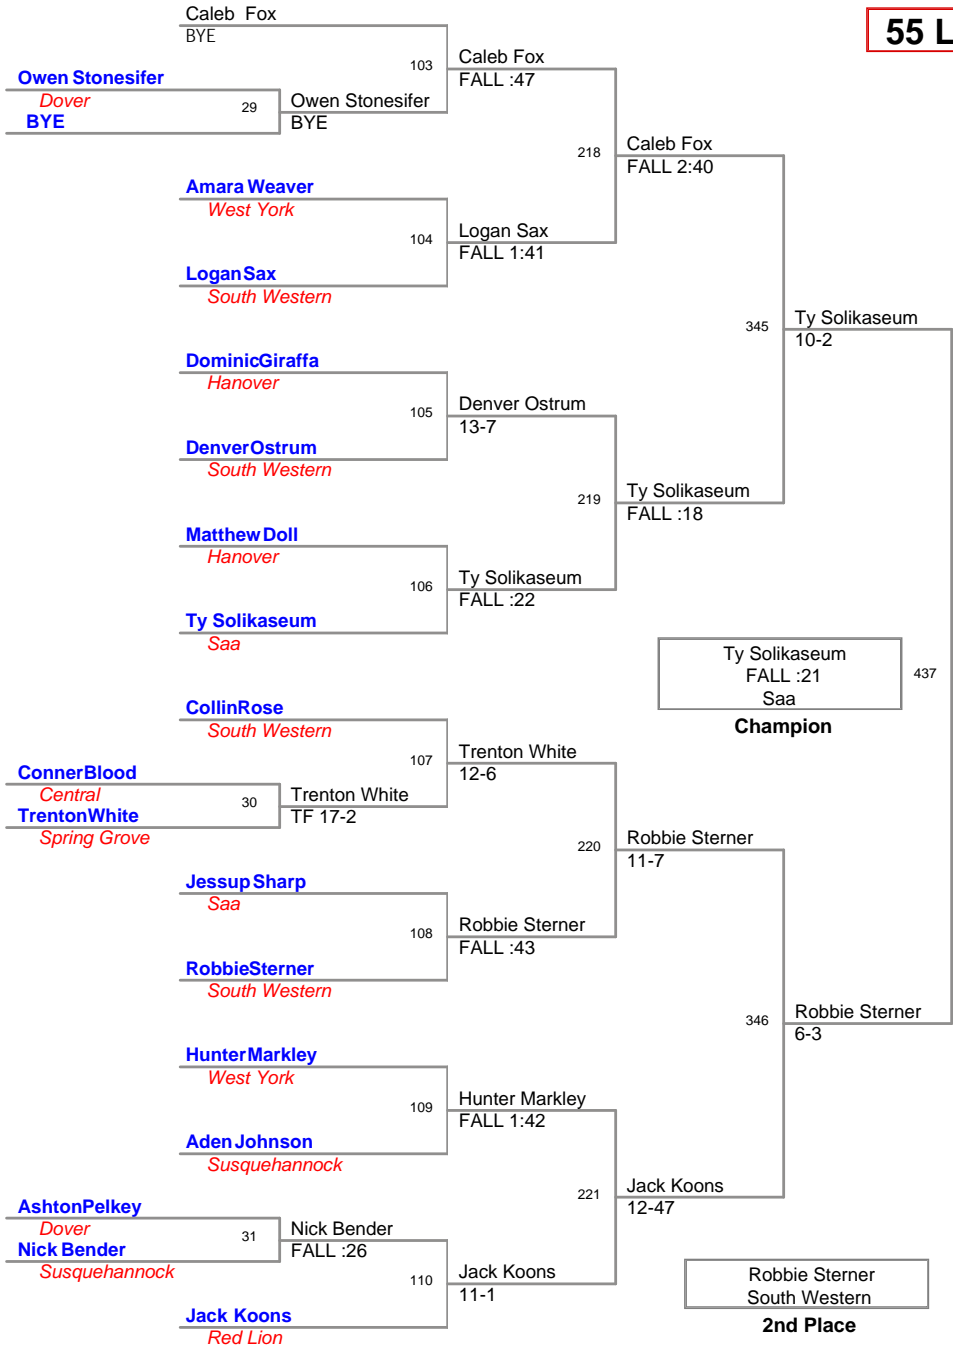 Caleb Fox
BYE
55 L
103
Caleb Fox
FALL :47
Owen Stonesifer
Dover
29
Owen Stonesifer
BYE
BYE
218
Caleb Fox
FALL 2:40
Amara Weaver
West York
104
Logan Sax
FALL 1:41
LoganSax
South Western
345
Ty Solikaseum
10-2
DominicGiraffa
Hanover
105
Denver Ostrum
13-7
DenverOstrum
South Western
219
Ty Solikaseum
FALL :18
MatthewDoll
Hanover
106
Ty Solikaseum
FALL :22
Ty Solikaseum
Saa
Ty Solikaseum
FALL :21
Saa
437
Champion
CollinRose
South Western
107
Trenton White
12-6
ConnerBlood
Central
30
Trenton White
TF 17-2
TrentonWhite
Spring Grove
220
Robbie Sterner
11-7
Jessup Sharp
Saa
108
Robbie Sterner
FALL :43
RobbieSterner
South Western
346
Robbie Sterner
6-3
HunterMarkley
West York
109
Hunter Markley
FALL 1:42
AdenJohnson
Susquehannock
221
Jack Koons
12-47
AshtonPelkey
Dover
31
Nick Bender
FALL :26
Nick Bender
Susquehannock
110
Jack Koons
11-1
Jack Koons
Red Lion
Robbie Sterner
South Western
2nd Place